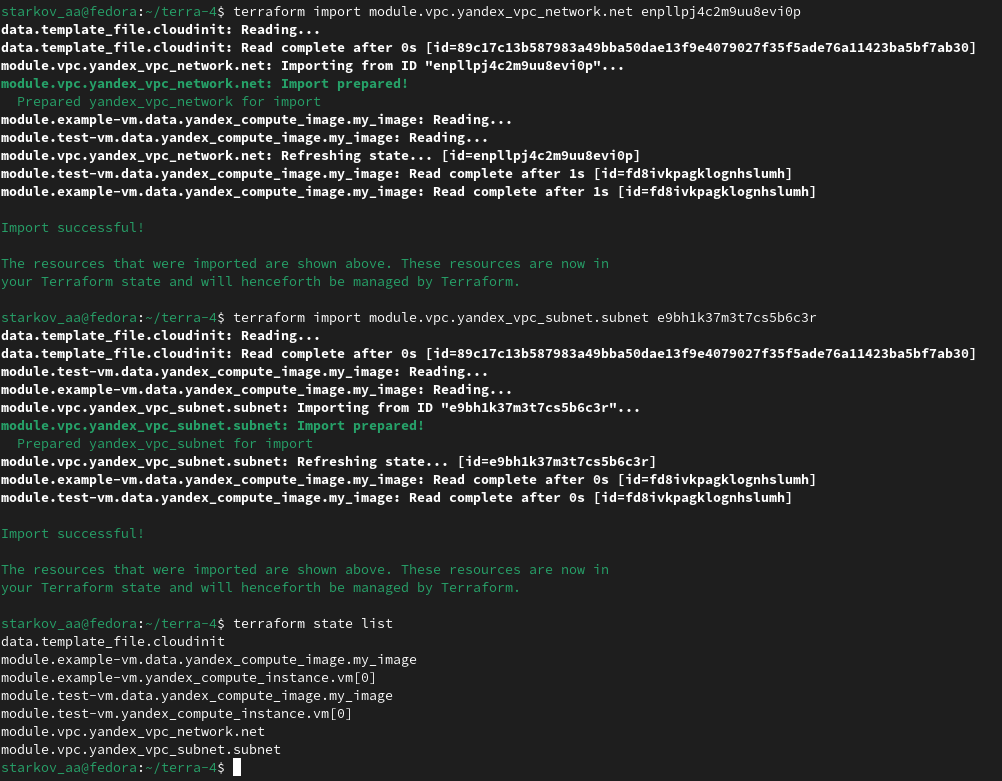 starkov_aa@fedora:~/terra-4$ terraform import module.vpc.yandex_vpc_network.net enpllpj4c2m9uu8evi0p
data.template_file.cloudinit: Reading...
data.template_file.cloudinit: Read complete after 0s [id=89c17c13b587983a49bba50dae13f9e4079027f35f5ade76a11423ba5bf7ab30]
module.vpc.yandex_vpc_network.net: Importing from ID "enpllpj4c2m9uu8evi0p"...
module.vpc.yandex_vpc_network.net: Import prepared!
  Prepared yandex_vpc_network for import
module.example-vm.data.yandex_compute_image.my_image: Reading...
module.test-vm.data.yandex_compute_image.my_image: Reading...
module.vpc.yandex_vpc_network.net: Refreshing state... [id=enpllpj4c2m9uu8evi0p]
module.test-vm.data.yandex_compute_image.my_image: Read complete after 1s [id=fd8ivkpagklognhslumh]
module.example-vm.data.yandex_compute_image.my_image: Read complete after 1s [id=fd8ivkpagklognhslumh]

Import successful!

The resources that were imported are shown above. These resources are now in
your Terraform state and will henceforth be managed by Terraform.

starkov_aa@fedora:~/terra-4$ terraform import module.vpc.yandex_vpc_subnet.subnet e9bh1k37m3t7cs5b6c3r
data.template_file.cloudinit: Reading...
data.template_file.cloudinit: Read complete after 0s [id=89c17c13b587983a49bba50dae13f9e4079027f35f5ade76a11423ba5bf7ab30]
module.test-vm.data.yandex_compute_image.my_image: Reading...
module.example-vm.data.yandex_compute_image.my_image: Reading...
module.vpc.yandex_vpc_subnet.subnet: Importing from ID "e9bh1k37m3t7cs5b6c3r"...
module.vpc.yandex_vpc_subnet.subnet: Import prepared!
  Prepared yandex_vpc_subnet for import
module.vpc.yandex_vpc_subnet.subnet: Refreshing state... [id=e9bh1k37m3t7cs5b6c3r]
module.example-vm.data.yandex_compute_image.my_image: Read complete after 0s [id=fd8ivkpagklognhslumh]
module.test-vm.data.yandex_compute_image.my_image: Read complete after 0s [id=fd8ivkpagklognhslumh]

Import successful!

The resources that were imported are shown above. These resources are now in
your Terraform state and will henceforth be managed by Terraform.

starkov_aa@fedora:~/terra-4$ terraform state list
data.template_file.cloudinit
module.example-vm.data.yandex_compute_image.my_image
module.example-vm.yandex_compute_instance.vm[0]
module.test-vm.data.yandex_compute_image.my_image
module.test-vm.yandex_compute_instance.vm[0]
module.vpc.yandex_vpc_network.net
module.vpc.yandex_vpc_subnet.subnet
starkov_aa@fedora:~/terra-4$